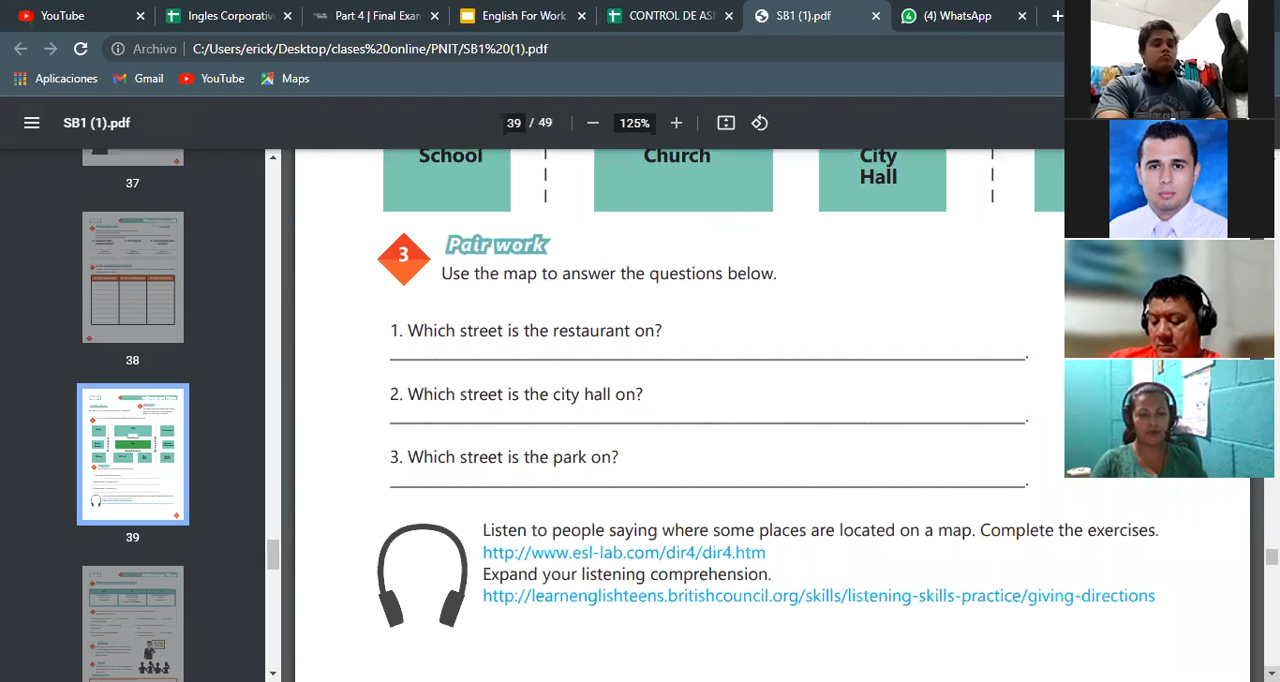 YouTube
Ingles Corporativ
Part 4 | Final Exar
English For Work
CONTROL DE ASI
SB1 (1).pdf
(4) WhatsApp
Archivo C:/Users/erick/Desktop/clases%20online/PNIT/SB1%20(1).pdf
Aplicaciones Gmail YouTube Maps
SB1 (1).pdf 39 / 49 125%
37
38
39
School
Church
City
Hall
3 Pair work
Use the map to answer the questions below.
1. Which street is the restaurant on?
2. Which street is the city hall on?
3. Which street is the park on?
Listen to people saying where some places are located on a map. Complete the exercises.
http://www.esl-lab.com/dir4/dir4.htm
Expand your listening comprehension.
http://learnenglishteens.britishcouncil.org/skills/listening-skills-practice/giving-directions